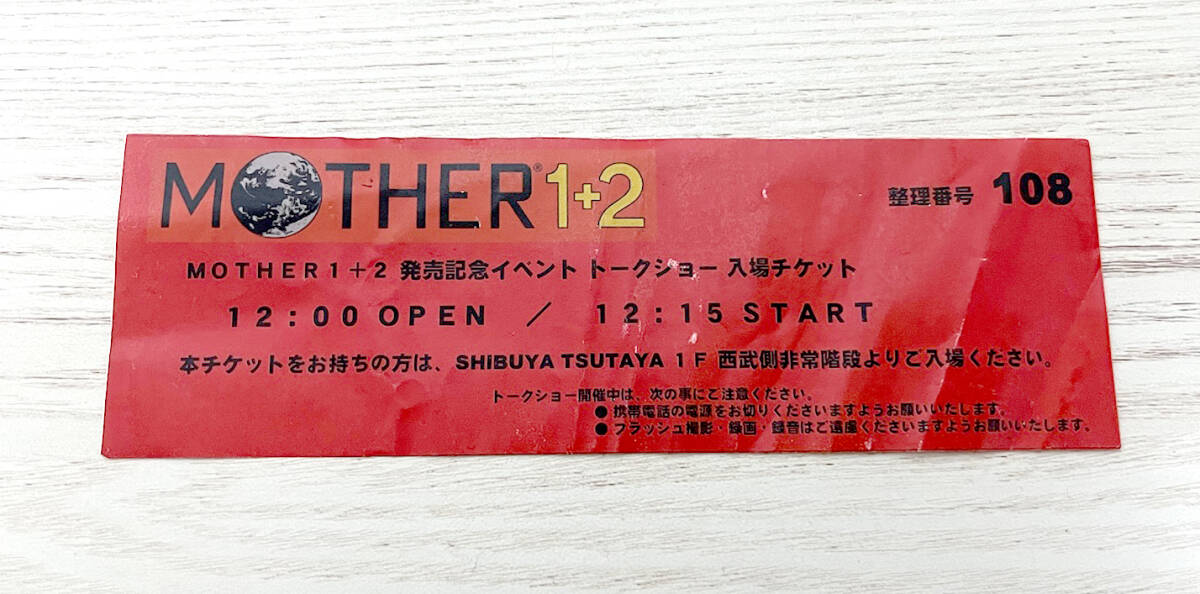 MOTHER® 1+2
整理番号 108
MOTHER1+2 発売記念イベント トークショー 入場チケット
12:00 OPEN / 12:15 START
本チケットをお持ちの方は、SHIBUYA TSUTAYA 1F 西武側非常階段よりご入場ください。
トークショー開催中は、次の事にご注意ください。
● 携帯電話の電源をお切りくださいますようお願いいたします。
● フラッシュ撮影・録画・録音はご遠慮くださいますようお願いいたします。